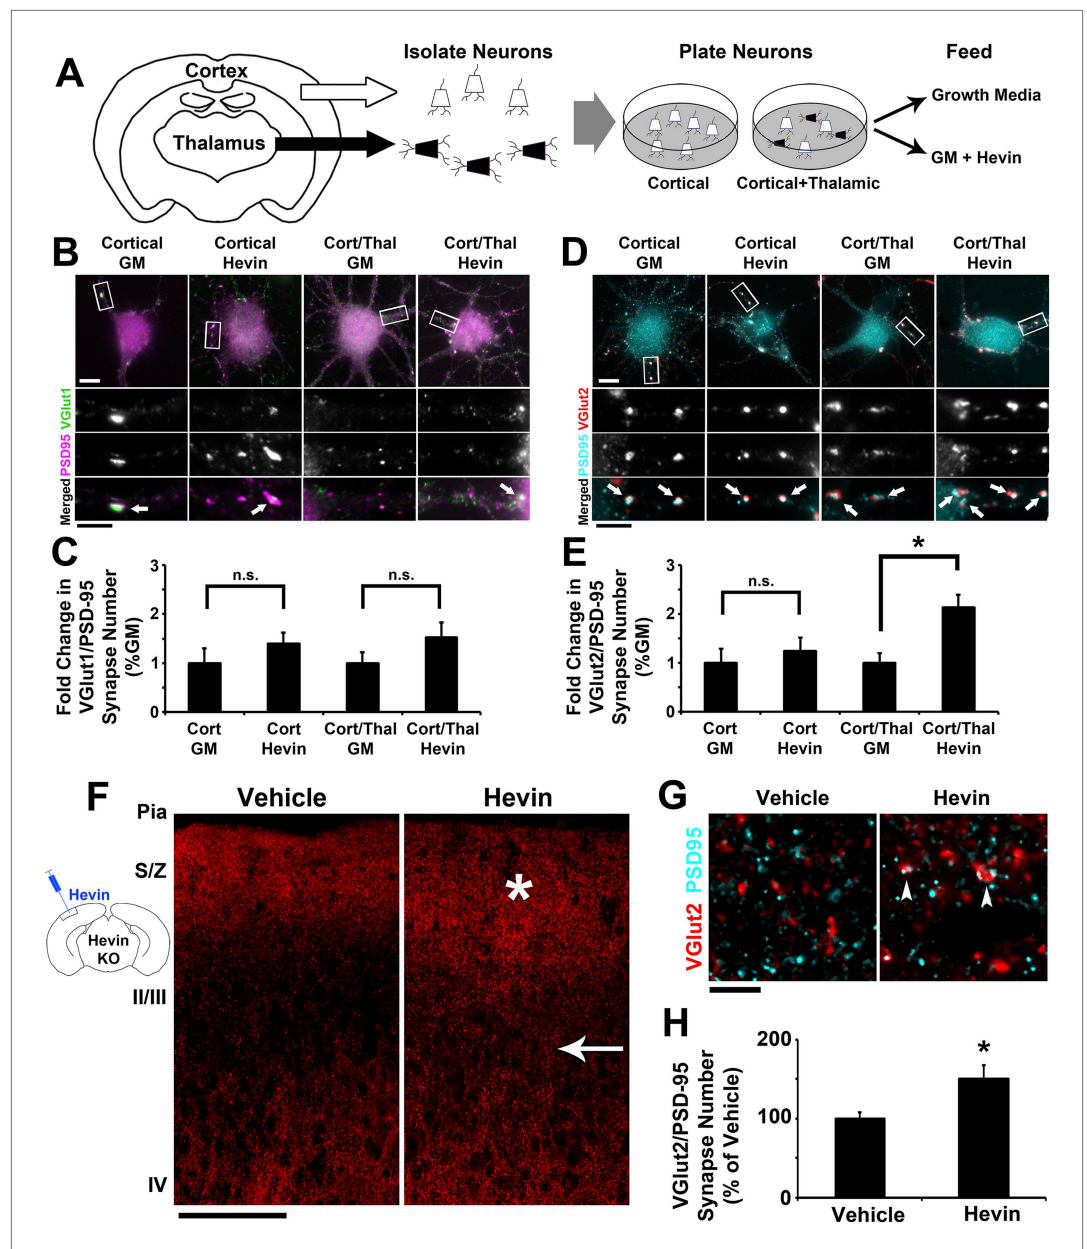 A
Cortex
Thalamus
Isolate Neurons
Plate Neurons
Feed
Growth Media
GM + Hevin
Cortical
Cortical+Thalamic
B
Cortical GM
Cortical Hevin
Cort/Thal GM
Cort/Thal Hevin
VGlut1
PSD95
Merged
D
Cortical GM
Cortical Hevin
Cort/Thal GM
Cort/Thal Hevin
VGlut2
PSD95
Merged
C
Fold Change in
VGlut1/PSD-95
Synapse Number
(%GM)
3
2
1
0
n.s.
n.s.
Cort GM
Cort Hevin
Cort/Thal GM
Cort/Thal Hevin
E
Fold Change in
VGlut2/PSD-95
Synapse Number
(%GM)
3
2
1
0
n.s.
*
Cort GM
Cort Hevin
Cort/Thal GM
Cort/Thal Hevin
F
Vehicle
Hevin
Pia
S/Z
II/III
IV
*
Hevin
Hevin
KO
G
Vehicle
Hevin
VGlut2 PSD95
H
VGlut2/PSD-95
Synapse Number
(% of Vehicle)
200
100
0
*
Vehicle
Hevin